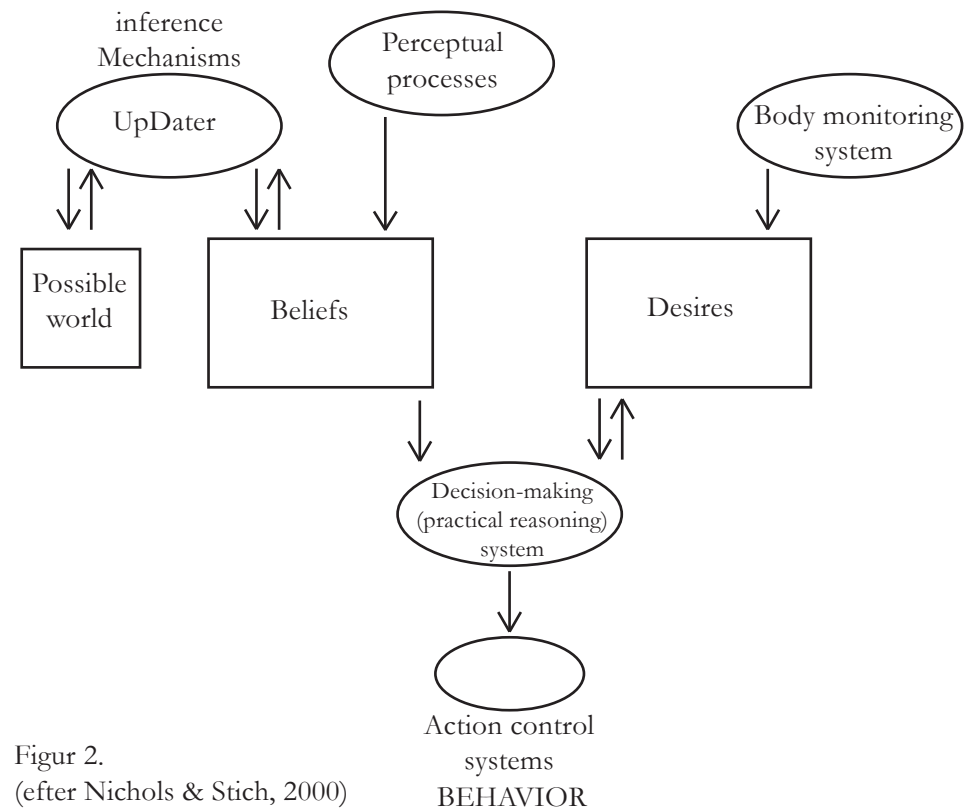 inference
Mechanisms
UpDater
Perceptual
processes
Body monitoring
system
Possible
world
Beliefs
Desires
Decision-making
(practical reasoning)
system
Action control
systems
BEHAVIOR
Figur 2.
(efter Nichols & Stich, 2000)